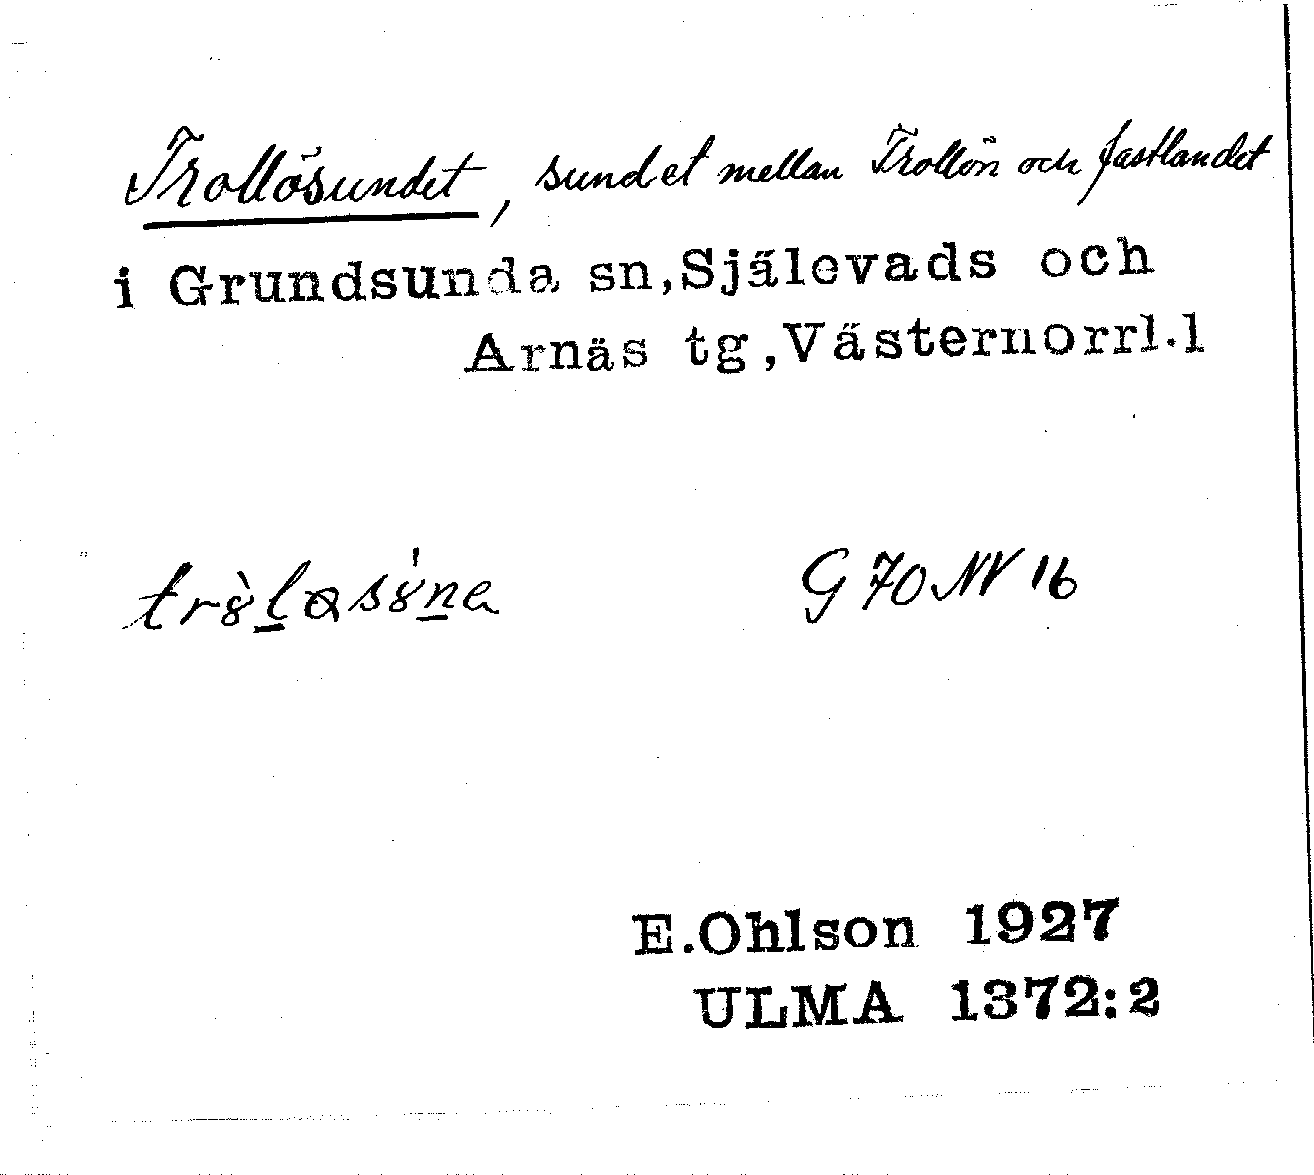 Trollösundet, sundet mellan Trollön och fastlandet
i Grundsunda sn, Själevads och
Arnäs tg, Västernorrl.l
G 70 NV 16
E.Ohlson 1927
ULMA 1372:2